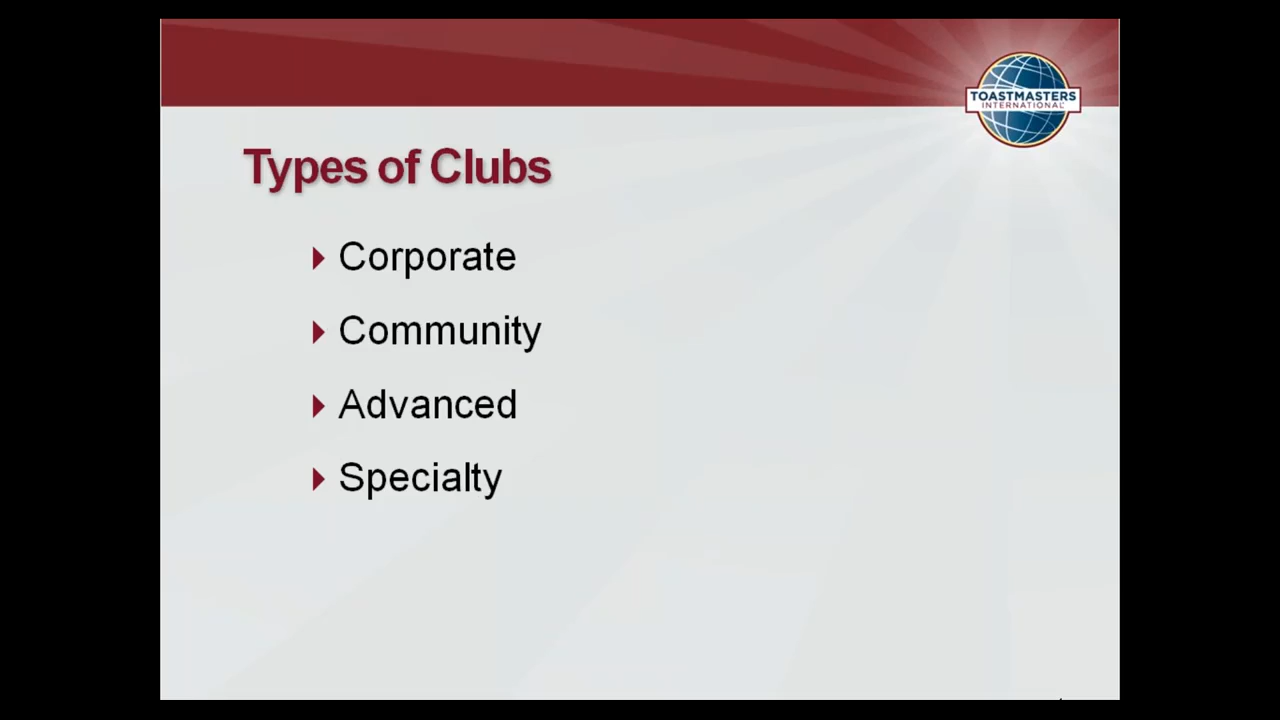 TOASTMASTERS
INTERNATIONAL
Types of Clubs
Corporate
Community
Advanced
Specialty